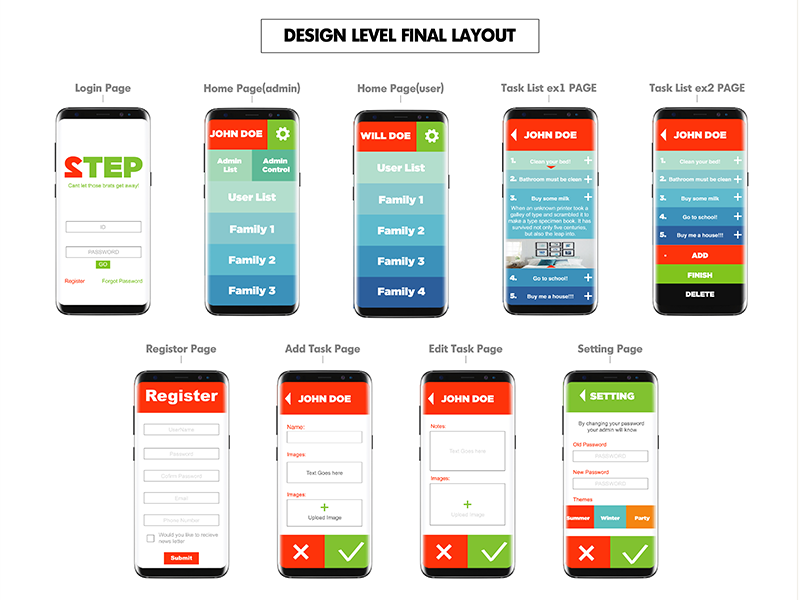 DESIGN LEVEL FINAL LAYOUT
Login Page
2TEP
Cant let those brats get away!
ID
PASSWORD
GO
Register
Forgot Password
Home Page(admin)
JOHN DOE
Admin List
Admin Control
User List
Family 1
Family 2
Family 3
Home Page(user)
WILL DOE
User List
Family 1
Family 2
Family 3
Family 4
Task List ex1 PAGE
JOHN DOE
1. Clean your bed! +
2. Bathroom must be clean +
3. Buy some milk +
When an unknown printer took a
galley of type and scrambled it to
make a type specimen book. It has
survived not only five centuries,
but also the leap into.
4. Go to school! +
5. Buy me a house!!! +
Task List ex2 PAGE
JOHN DOE
1. Clean your bed! +
2. Bathroom must be clean +
3. Buy some milk +
4. Go to school! +
5. Buy me a house!!! +
ADD
FINISH
DELETE
Registor Page
Register
UserName
Password
Cofirm Password
Email
Phone Number
Would you like to recieve
news letter
Submit
Add Task Page
JOHN DOE
Name:
Images:
Text Goes here
Images:
Upload Image
Edit Task Page
JOHN DOE
Notes:
Text Goes here
Images:
Upload Image
Setting Page
SETTING
By changing your password
your admin will know
Old Password
PASSWORD
New Password
PASSWORD
Themes
Summer
Winter
Party